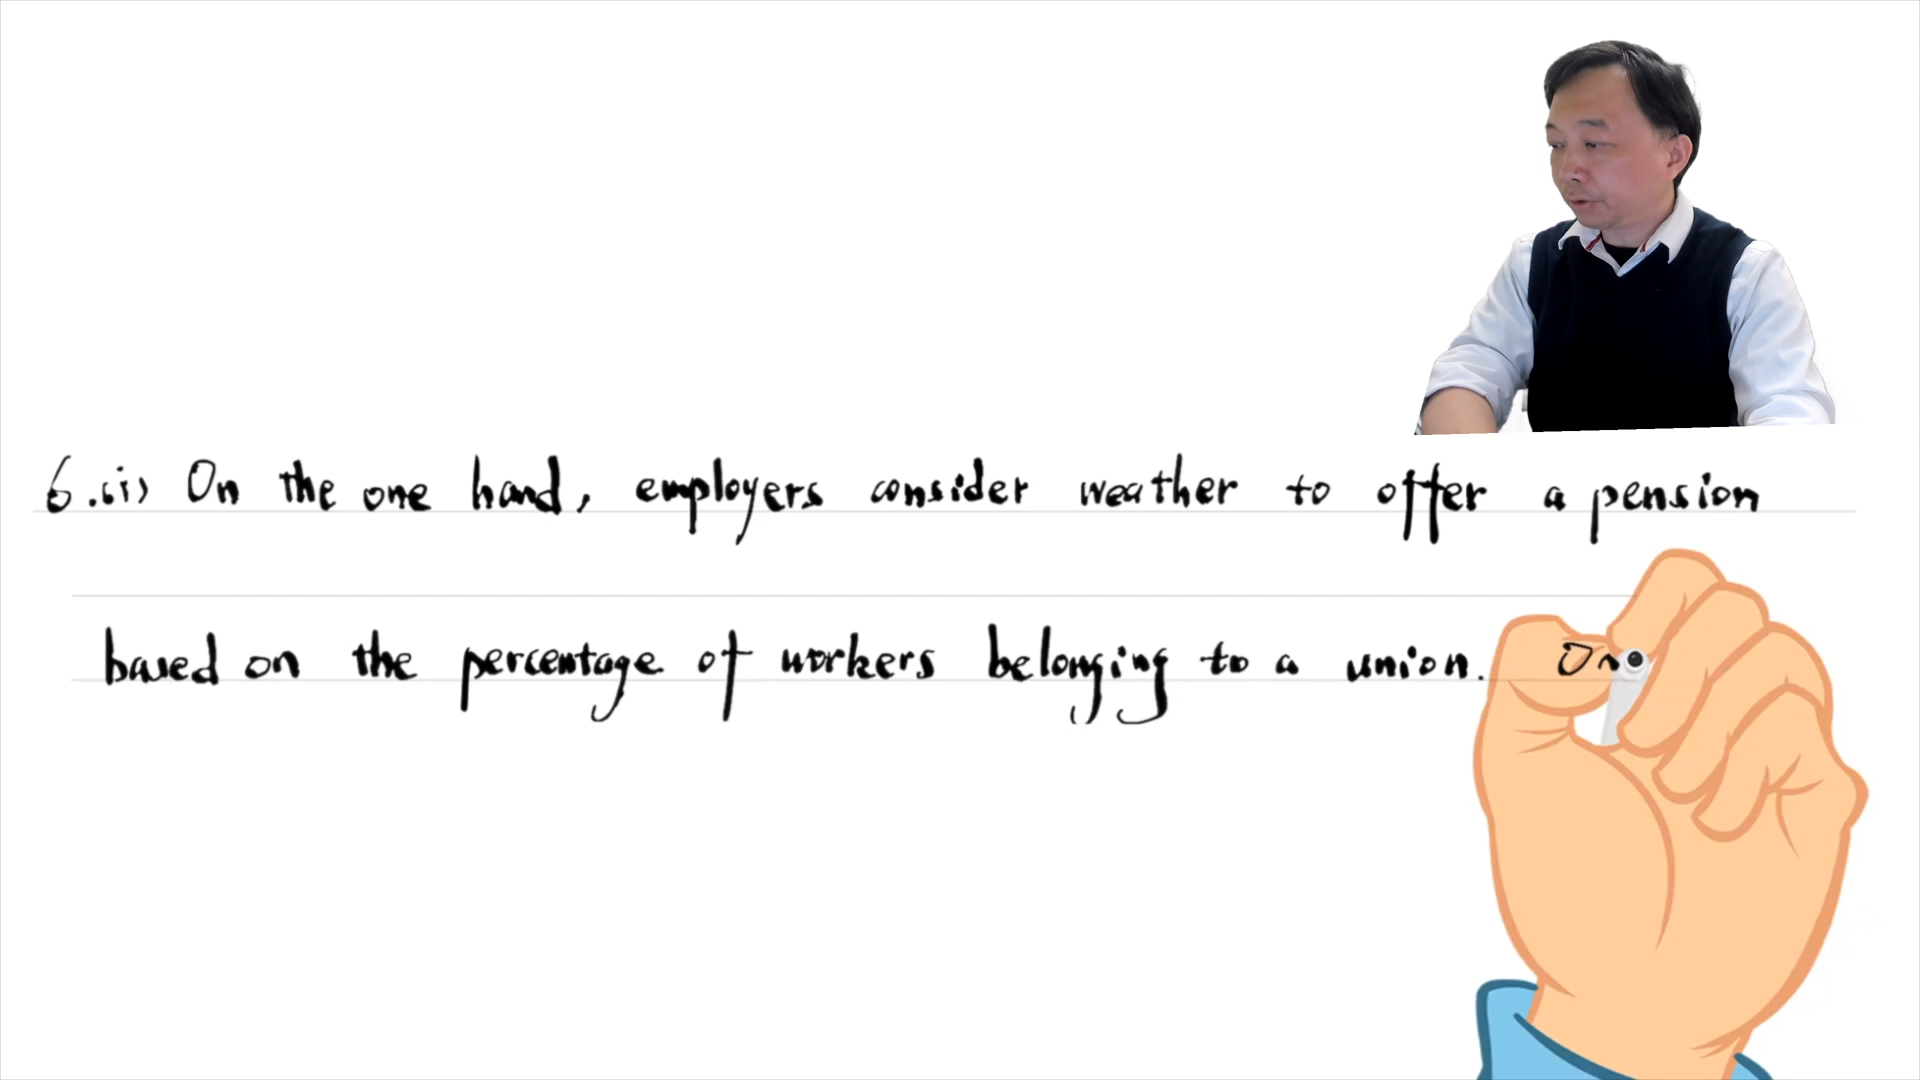 6.(i) On the one hand, employers consider weather to offer a pension
based on the percentage of workers belonging to a union. On